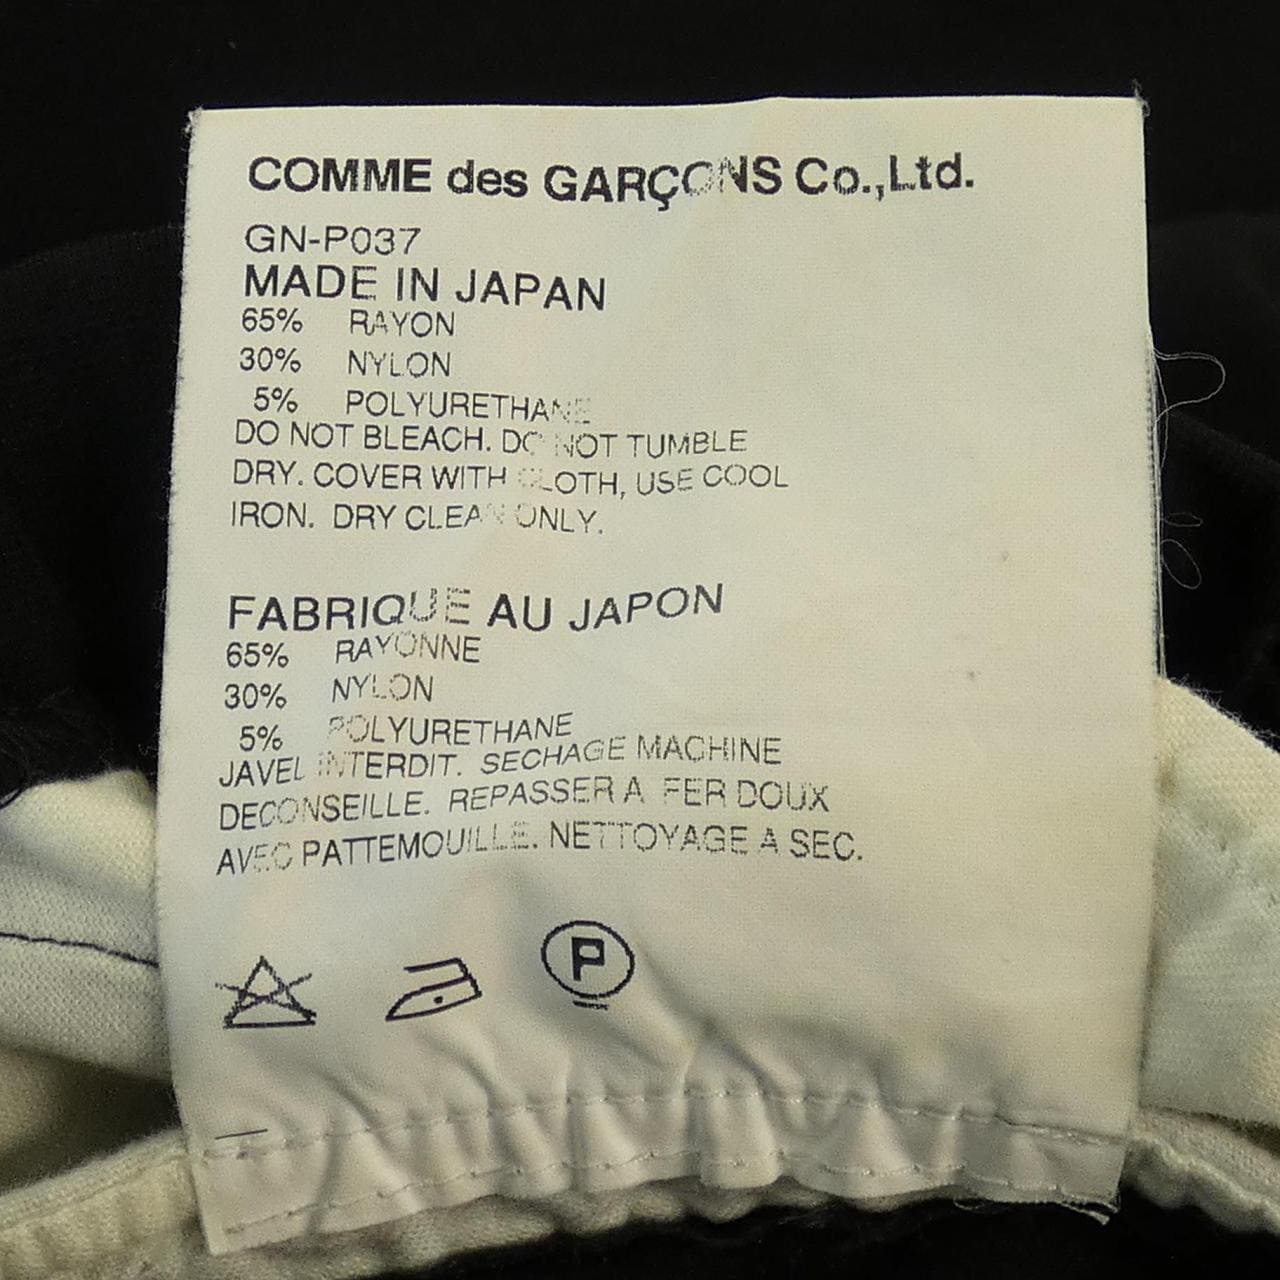 COMME des GARÇONS Co.,Ltd.
GN-P037
MADE IN JAPAN
65% RAYON
30% NYLON
5% POLYURETHANE
DO NOT BLEACH. DO NOT TUMBLE
DRY. COVER WITH CLOTH, USE COOL
IRON. DRY CLEAN ONLY.
FABRIQUE AU JAPON
65% RAYONNE
30% NYLON
5% POLYURETHANE
JAVEL INTERDIT. SECHAGE MACHINE
DECONSEILLE. REPASSER A FER DOUX
AVEC PATTEMOUILLE. NETTOYAGE A SEC.
P